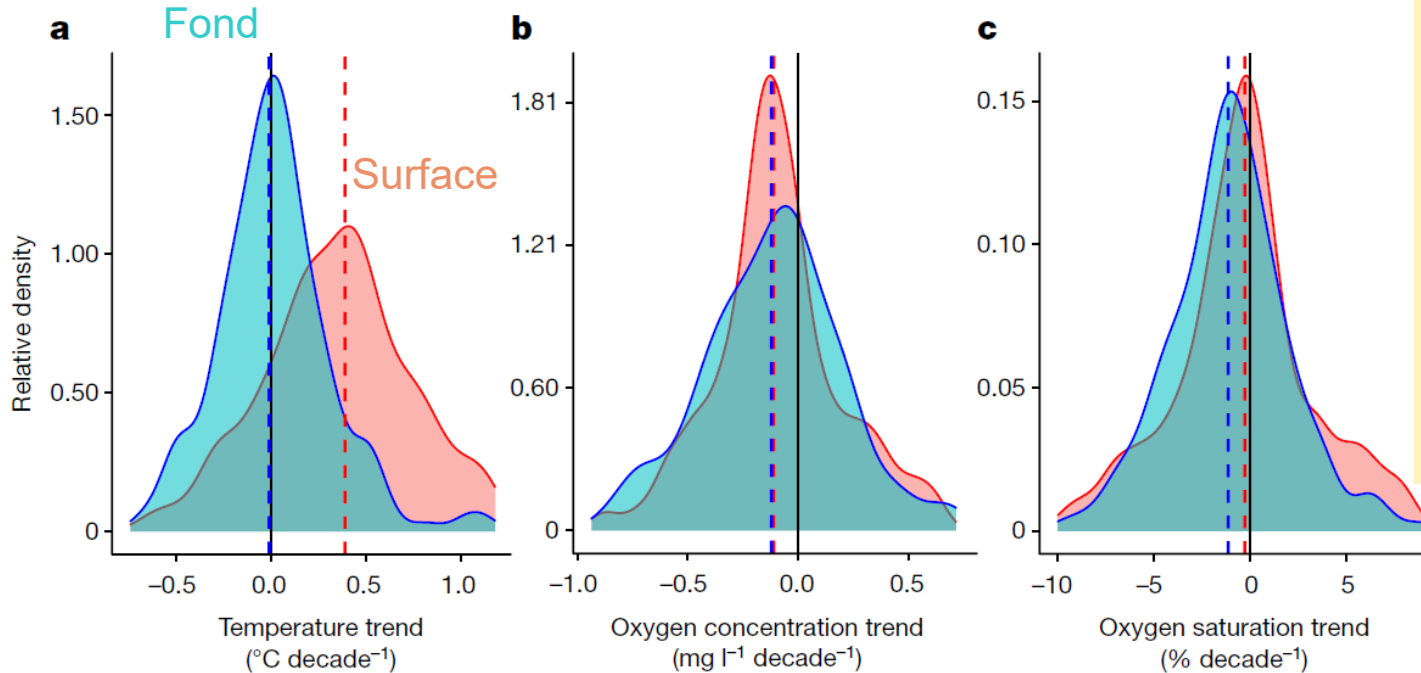 a
Fond
Surface
Relative density
1.50
1.00
0.50
0
−0.5
0.0
0.5
1.0
Temperature trend
(°C decade⁻¹)
b
1.81
1.21
0.60
0
−1.0
−0.5
0.0
0.5
Oxygen concentration trend
(mg l⁻¹ decade⁻¹)
c
0.15
0.10
0.05
0
−10
−5
0
5
Oxygen saturation trend
(% decade⁻¹)